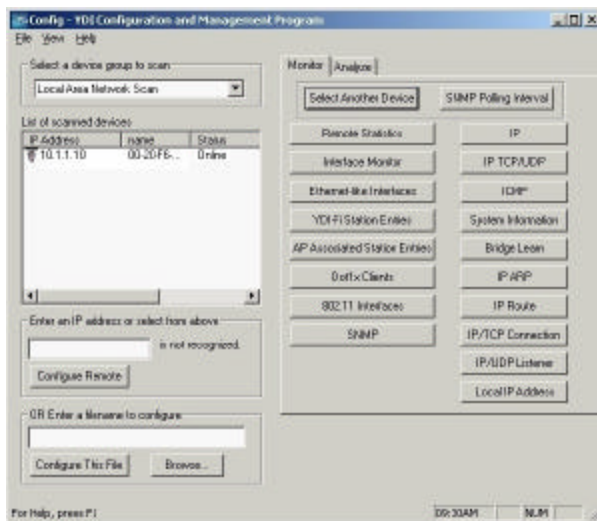 Config - YDI Configuration and Management Program
File View Help
Select a device group to scan
Local Area Network Scan
List of scanned devices
IP Address name Status
10.1.1.10 00-20-F6-... Online
Enter an IP address or select from above
is not recognized.
Configure Remote
OR Enter a filename to configure
Configure This File Browse...
Monitor Analyze
Select Another Device SNMP Polling Interval
Remote Statistics IP
Interface Monitor IP TCP/UDP
Ethernet-like Interfaces ICMP
YDI-Fi Station Entries System Information
AP Associated Station Entries Bridge Learn
Dot1x Clients IP ARP
802.11 Interfaces IP Route
SNMP IP/TCP Connection
IP/UDP Listener
Local IP Address
For Help, press F1 09:30AM NUM